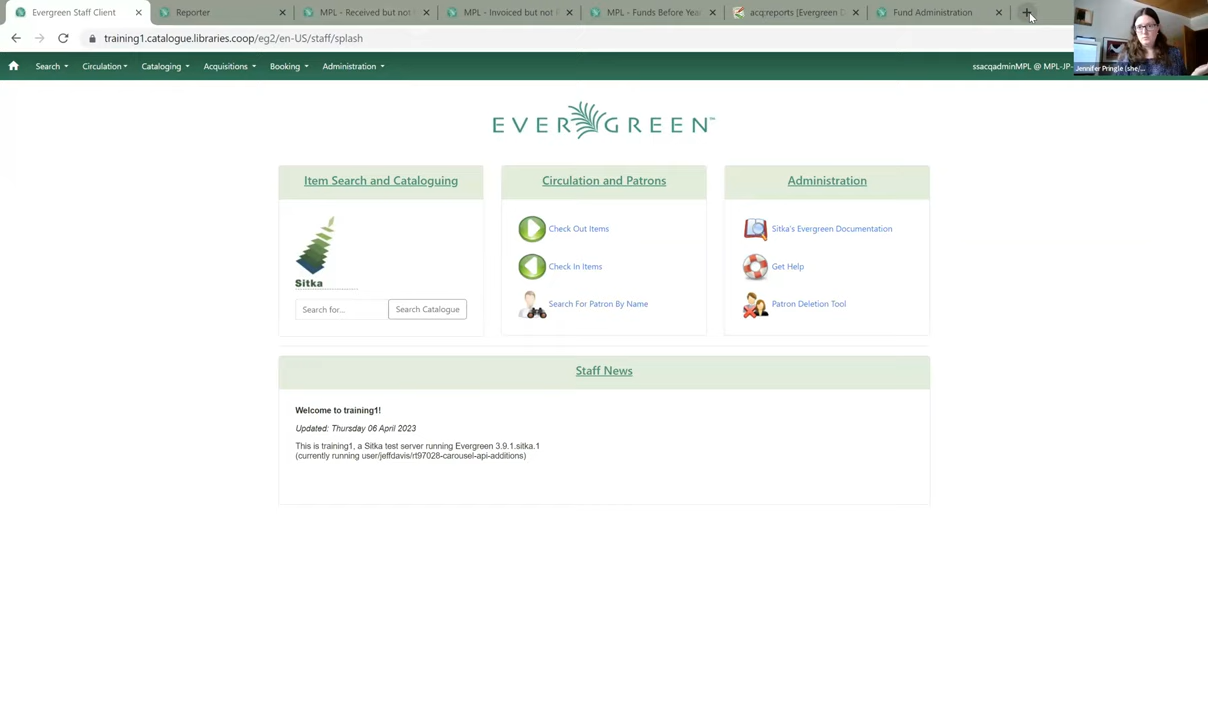 Evergreen Staff Client
Reporter
MPL - Received but not
MPL - Invoiced but not
MPL - Funds Before Yea
acq:reports [Evergreen D
Fund Administration
training1.catalogue.libraries.coop/eg2/en-US/staff/splash
Search
Circulation
Cataloging
Acquisitions
Booking
Administration
ssacqadminMPL @ MPL-JP-
Jennifer Pringle (she/...
EVERGREEN™
Item Search and Cataloguing
Sitka
Search for...
Search Catalogue
Circulation and Patrons
Check Out Items
Check In Items
Search For Patron By Name
Administration
Sitka's Evergreen Documentation
Get Help
Patron Deletion Tool
Staff News
Welcome to training1!
Updated: Thursday 06 April 2023
This is training1, a Sitka test server running Evergreen 3.9.1.sitka.1
(currently running user/jeffdavis/rt97028-carousel-api-additions)